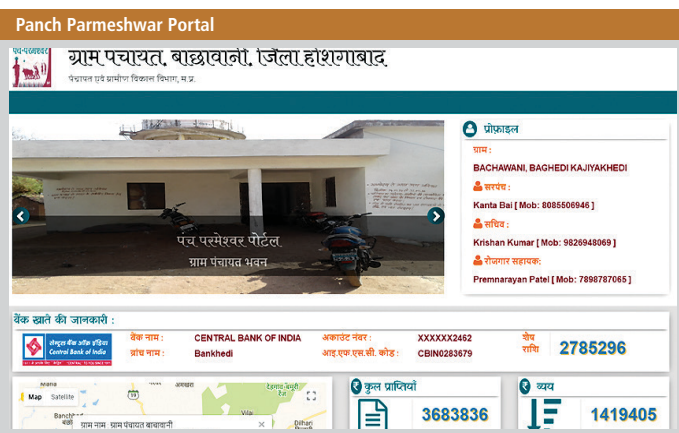 Panch Parmeshwar Portal
ग्राम पंचायत, बाछावानी, जिला होशंगाबाद
पंचायत एवं ग्रामीण विकास विभाग, म.प्र.
प्रोफ़ाइल
ग्राम :
BACHAWANI, BAGHEDI KAJIYAKHEDI
सरपंच :
Kanta Bai [ Mob: 8085506946 ]
सचिव :
Krishan Kumar [ Mob: 9826948069 ]
रोजगार सहायक:
Premnarayan Patel [ Mob: 7898787065 ]
पंच परमेश्वर पोर्टल
ग्राम पंचायत भवन
बैंक खाते की जानकारी :
सेन्ट्रल बैंक ऑफ़ इंडिया
Central Bank of India
बैंक नाम : CENTRAL BANK OF INDIA अकाउंट नंबर : XXXXXX2462 शेष राशि 2785296
ब्रांच नाम : Bankhedi आइ.एफ.एस.सी. कोड : CBIN0283679
Map Satellite
ग्राम नाम ग्राम पंचायत बाचावानी
Dilhari
कुल प्राप्तियाँ
3683836
व्यय
1419405